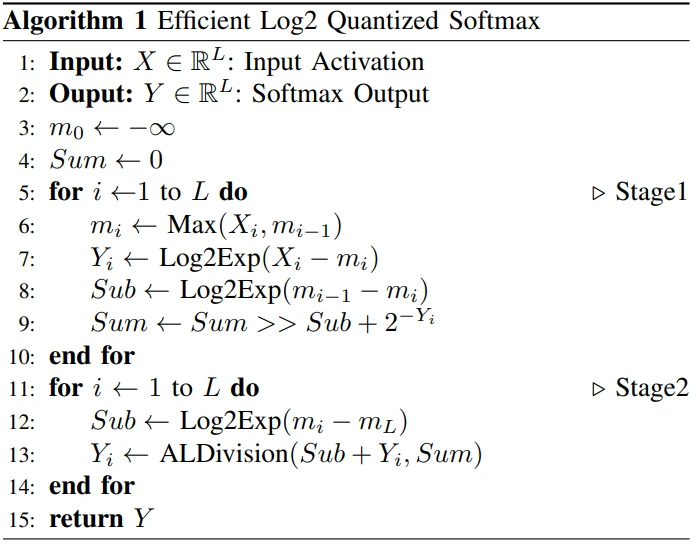 Algorithm 1 Efficient Log2 Quantized Softmax
1: Input: X ∈ ℝ^L: Input Activation
2: Ouput: Y ∈ ℝ^L: Softmax Output
3: m_0 ← −∞
4: Sum ← 0
5: for i ←1 to L do ▷ Stage1
6: m_i ← Max(X_i, m_{i−1})
7: Y_i ← Log2Exp(X_i − m_i)
8: Sub ← Log2Exp(m_{i−1} − m_i)
9: Sum ← Sum >> Sub + 2^{−Y_i}
10: end for
11: for i ← 1 to L do ▷ Stage2
12: Sub ← Log2Exp(m_i − m_L)
13: Y_i ← ALDivision(Sub + Y_i, Sum)
14: end for
15: return Y